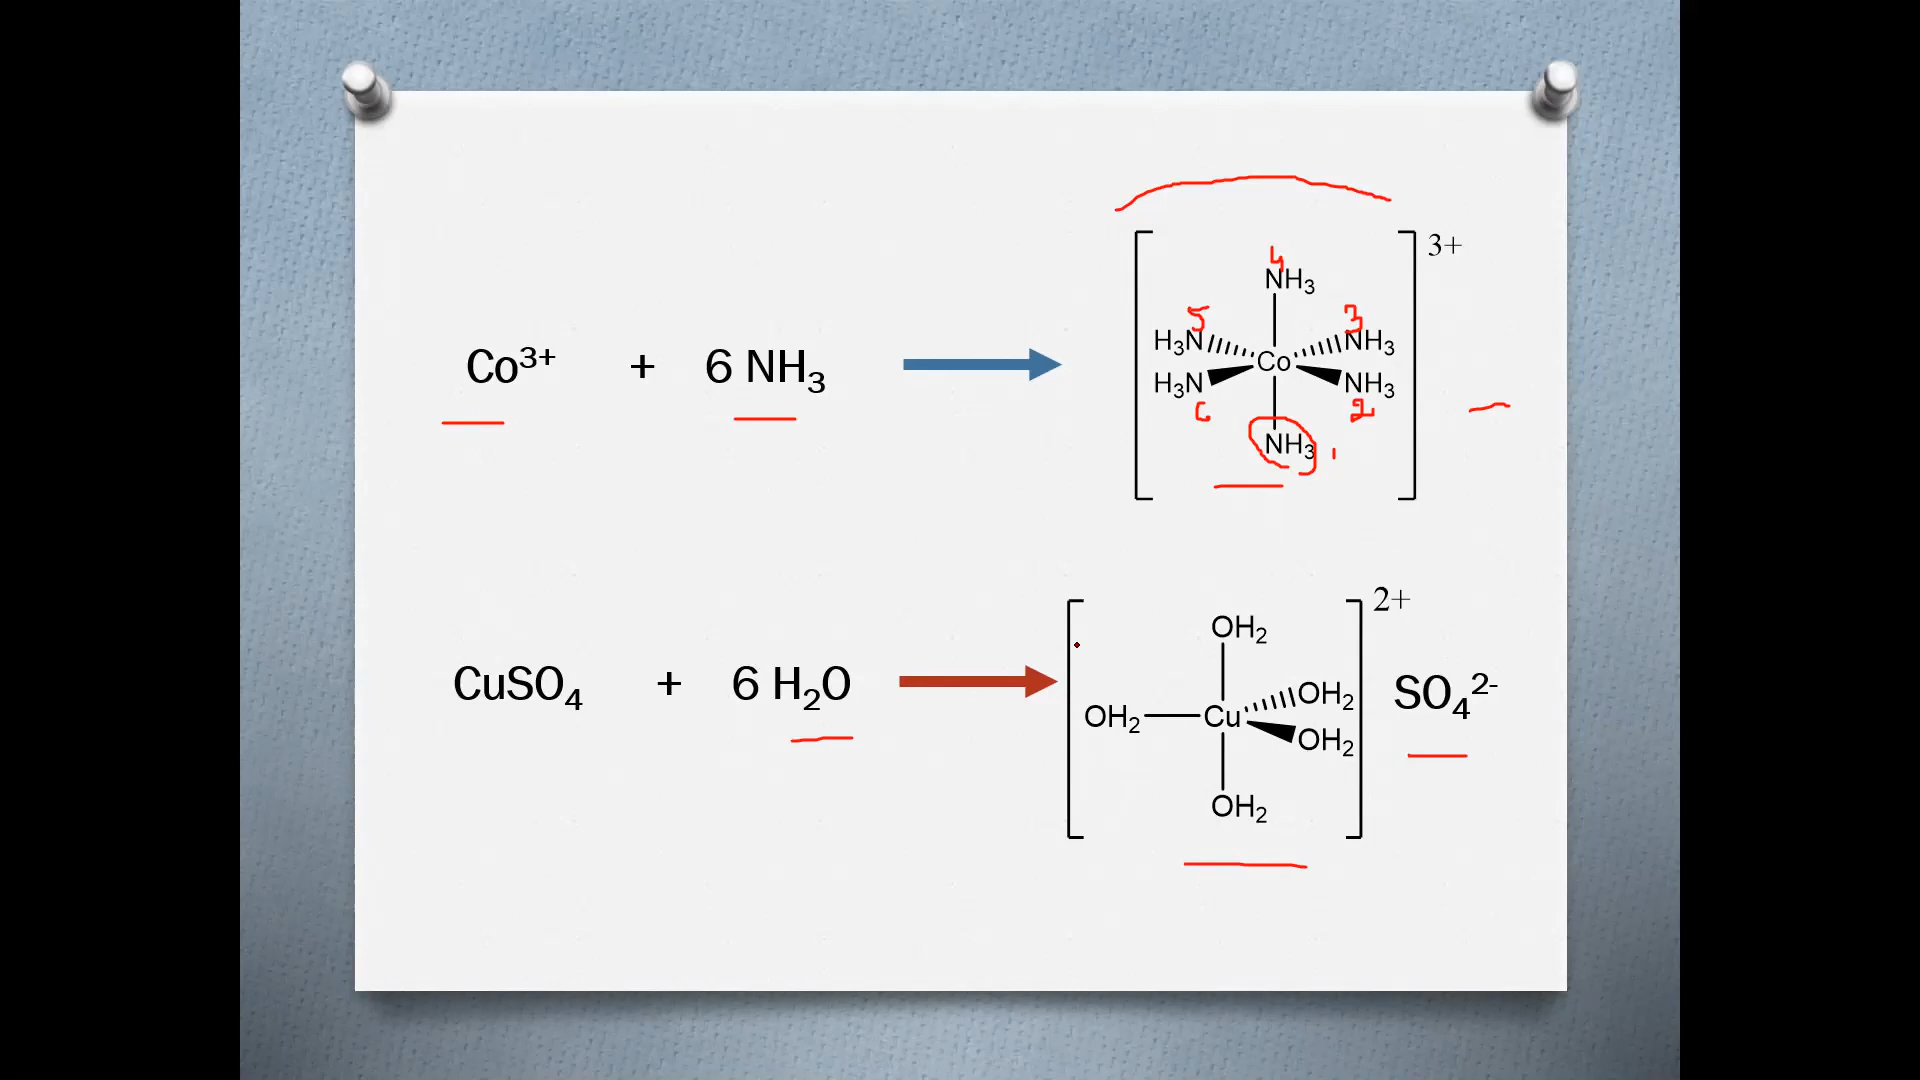 Co³⁺ + 6 NH₃
[
3+
]
4
NH₃
5
3
H₃N
NH₃
Co
H₃N
NH₃
6
2
NH₃
1
CuSO₄ + 6 H₂O
[
2+
]
OH₂
OH₂
OH₂
Cu
OH₂
OH₂
SO₄²⁻